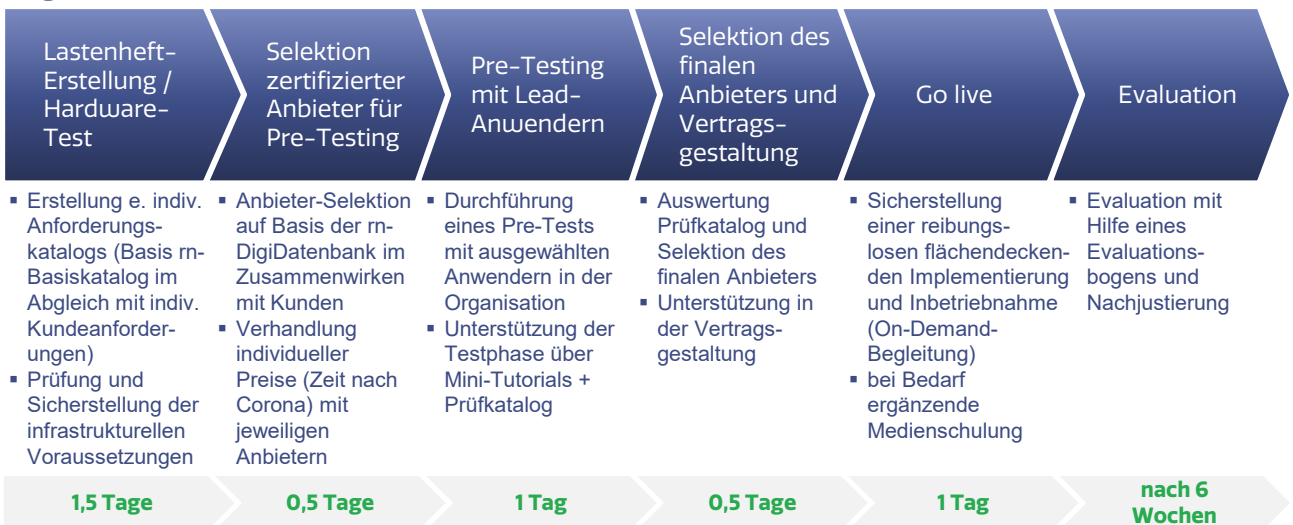 Lastenheft-
Erstellung /
Hardware-
Test
Selektion
zertifizierter
Anbieter für
Pre-Testing
Pre-Testing
mit Lead-
Anwendern
Selektion des
finalen
Anbieters und
Vertrags-
gestaltung
Go live
Evaluation
▪ Erstellung e. indiv.
Anforderungs-
katalogs (Basis rn-
Basiskatalog im
Abgleich mit indiv.
Kundeanforder-
ungen)
▪ Prüfung und
Sicherstellung der
infrastrukturellen
Voraussetzungen
▪ Anbieter-Selektion
auf Basis der rn-
DigiDatenbank im
Zusammenwirken
mit Kunden
▪ Verhandlung
individueller
Preise (Zeit nach
Corona) mit
jeweiligen
Anbietern
▪ Durchführung
eines Pre-Tests
mit ausgewählten
Anwendern in der
Organisation
▪ Unterstützung der
Testphase über
Mini-Tutorials +
Prüfkatalog
▪ Auswertung
Prüfkatalog und
Selektion des
finalen Anbieters
▪ Unterstützung in
der Vertrags-
gestaltung
▪ Sicherstellung
einer reibungs-
losen flächendecken-
den Implementierung
und Inbetriebnahme
(On-Demand-
Begleitung)
▪ bei Bedarf
ergänzende
Medienschulung
▪ Evaluation mit
Hilfe eines
Evaluations-
bogens und
Nachjustierung
1,5 Tage
0,5 Tage
1 Tag
0,5 Tage
1 Tag
nach 6
Wochen